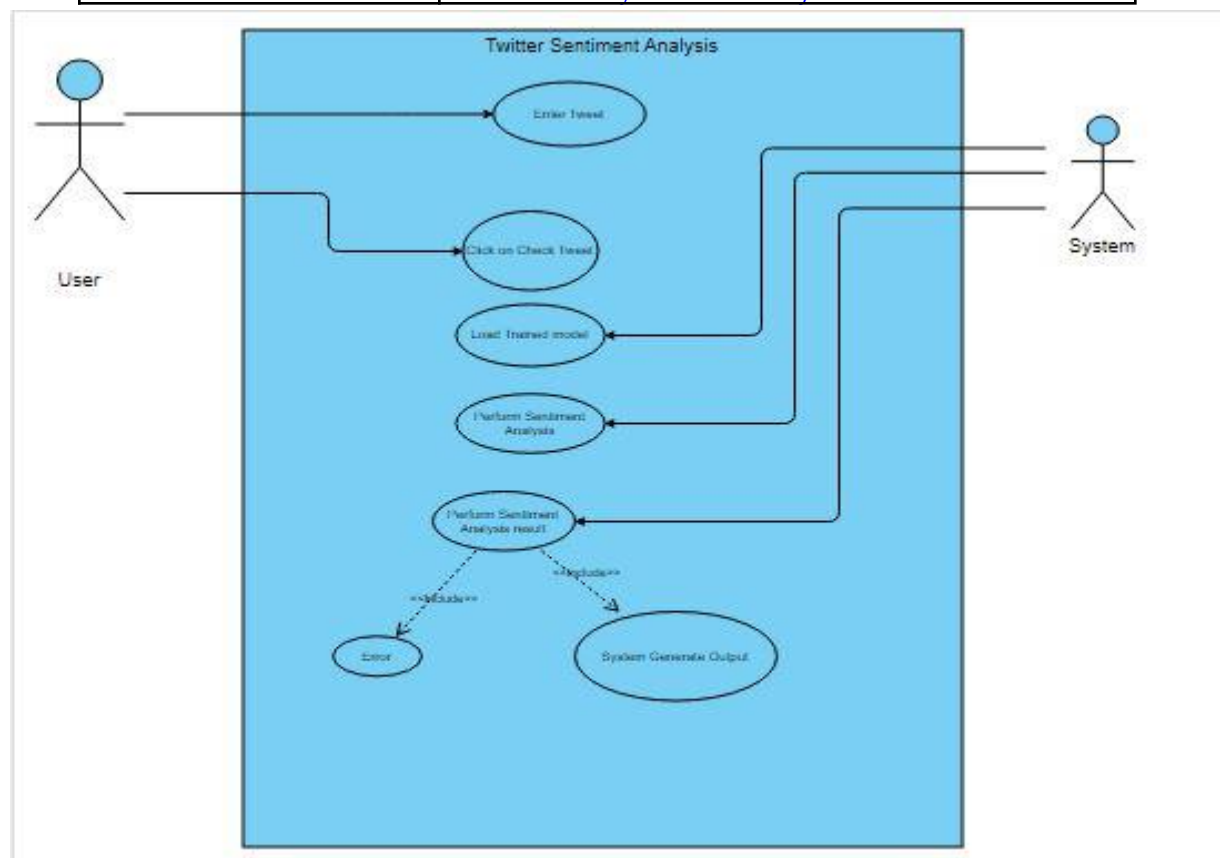 Twitter Sentiment Analysis
Enter Tweet
Click on Check Tweet
User
System
Load Trained model
Perform Sentiment
Analysis
Perform Sentiment
Analysis result
<<Include>>
<<Include>>
Error
System Generate Output